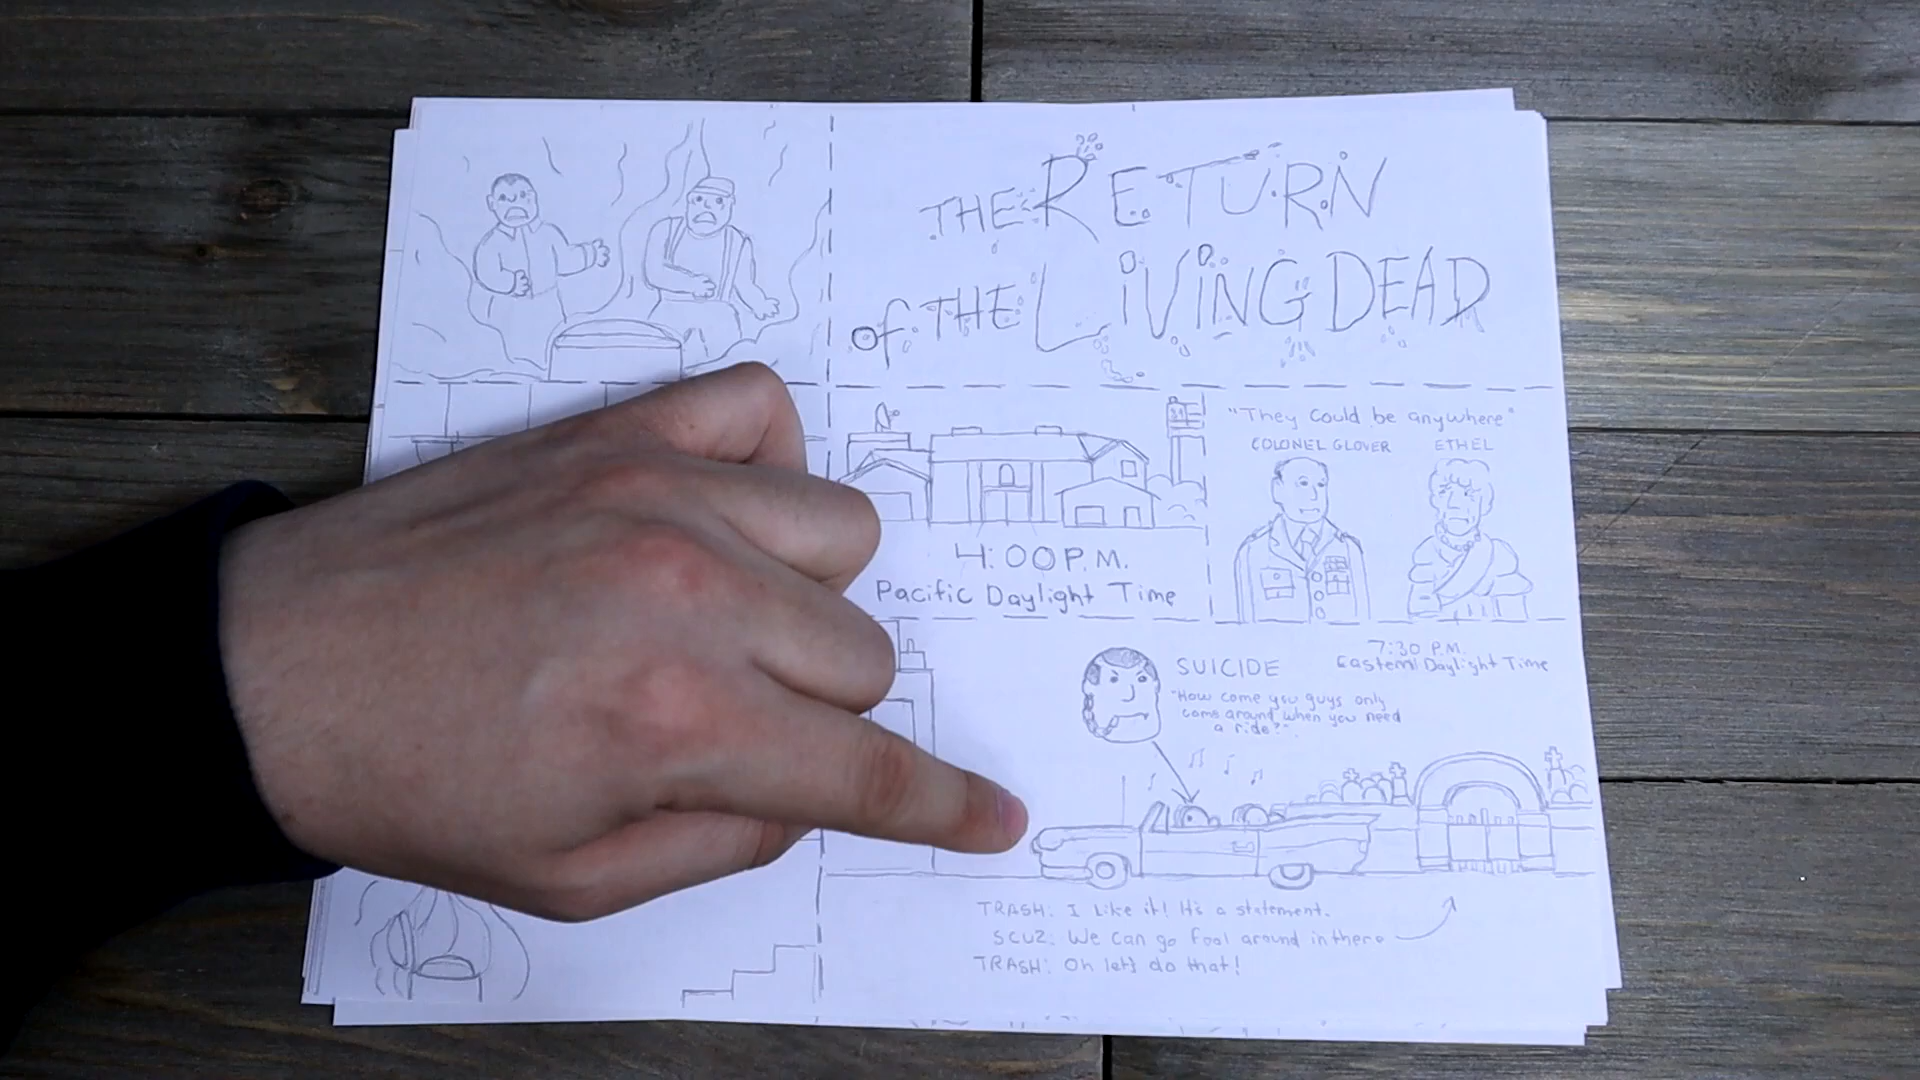 THE RETURN
of THE LIVING DEAD
4:00 P.M.
Pacific Daylight Time
"They could be anywhere"
COLONEL GLOVER
ETHEL
SUICIDE
"How come you guys only
come around when you need
a ride?"
7:30 P.M.
Eastern Daylight Time
TRASH: I like it! It's a statement.
SCUZ: We can go fool around in there
TRASH: Oh let's do that!